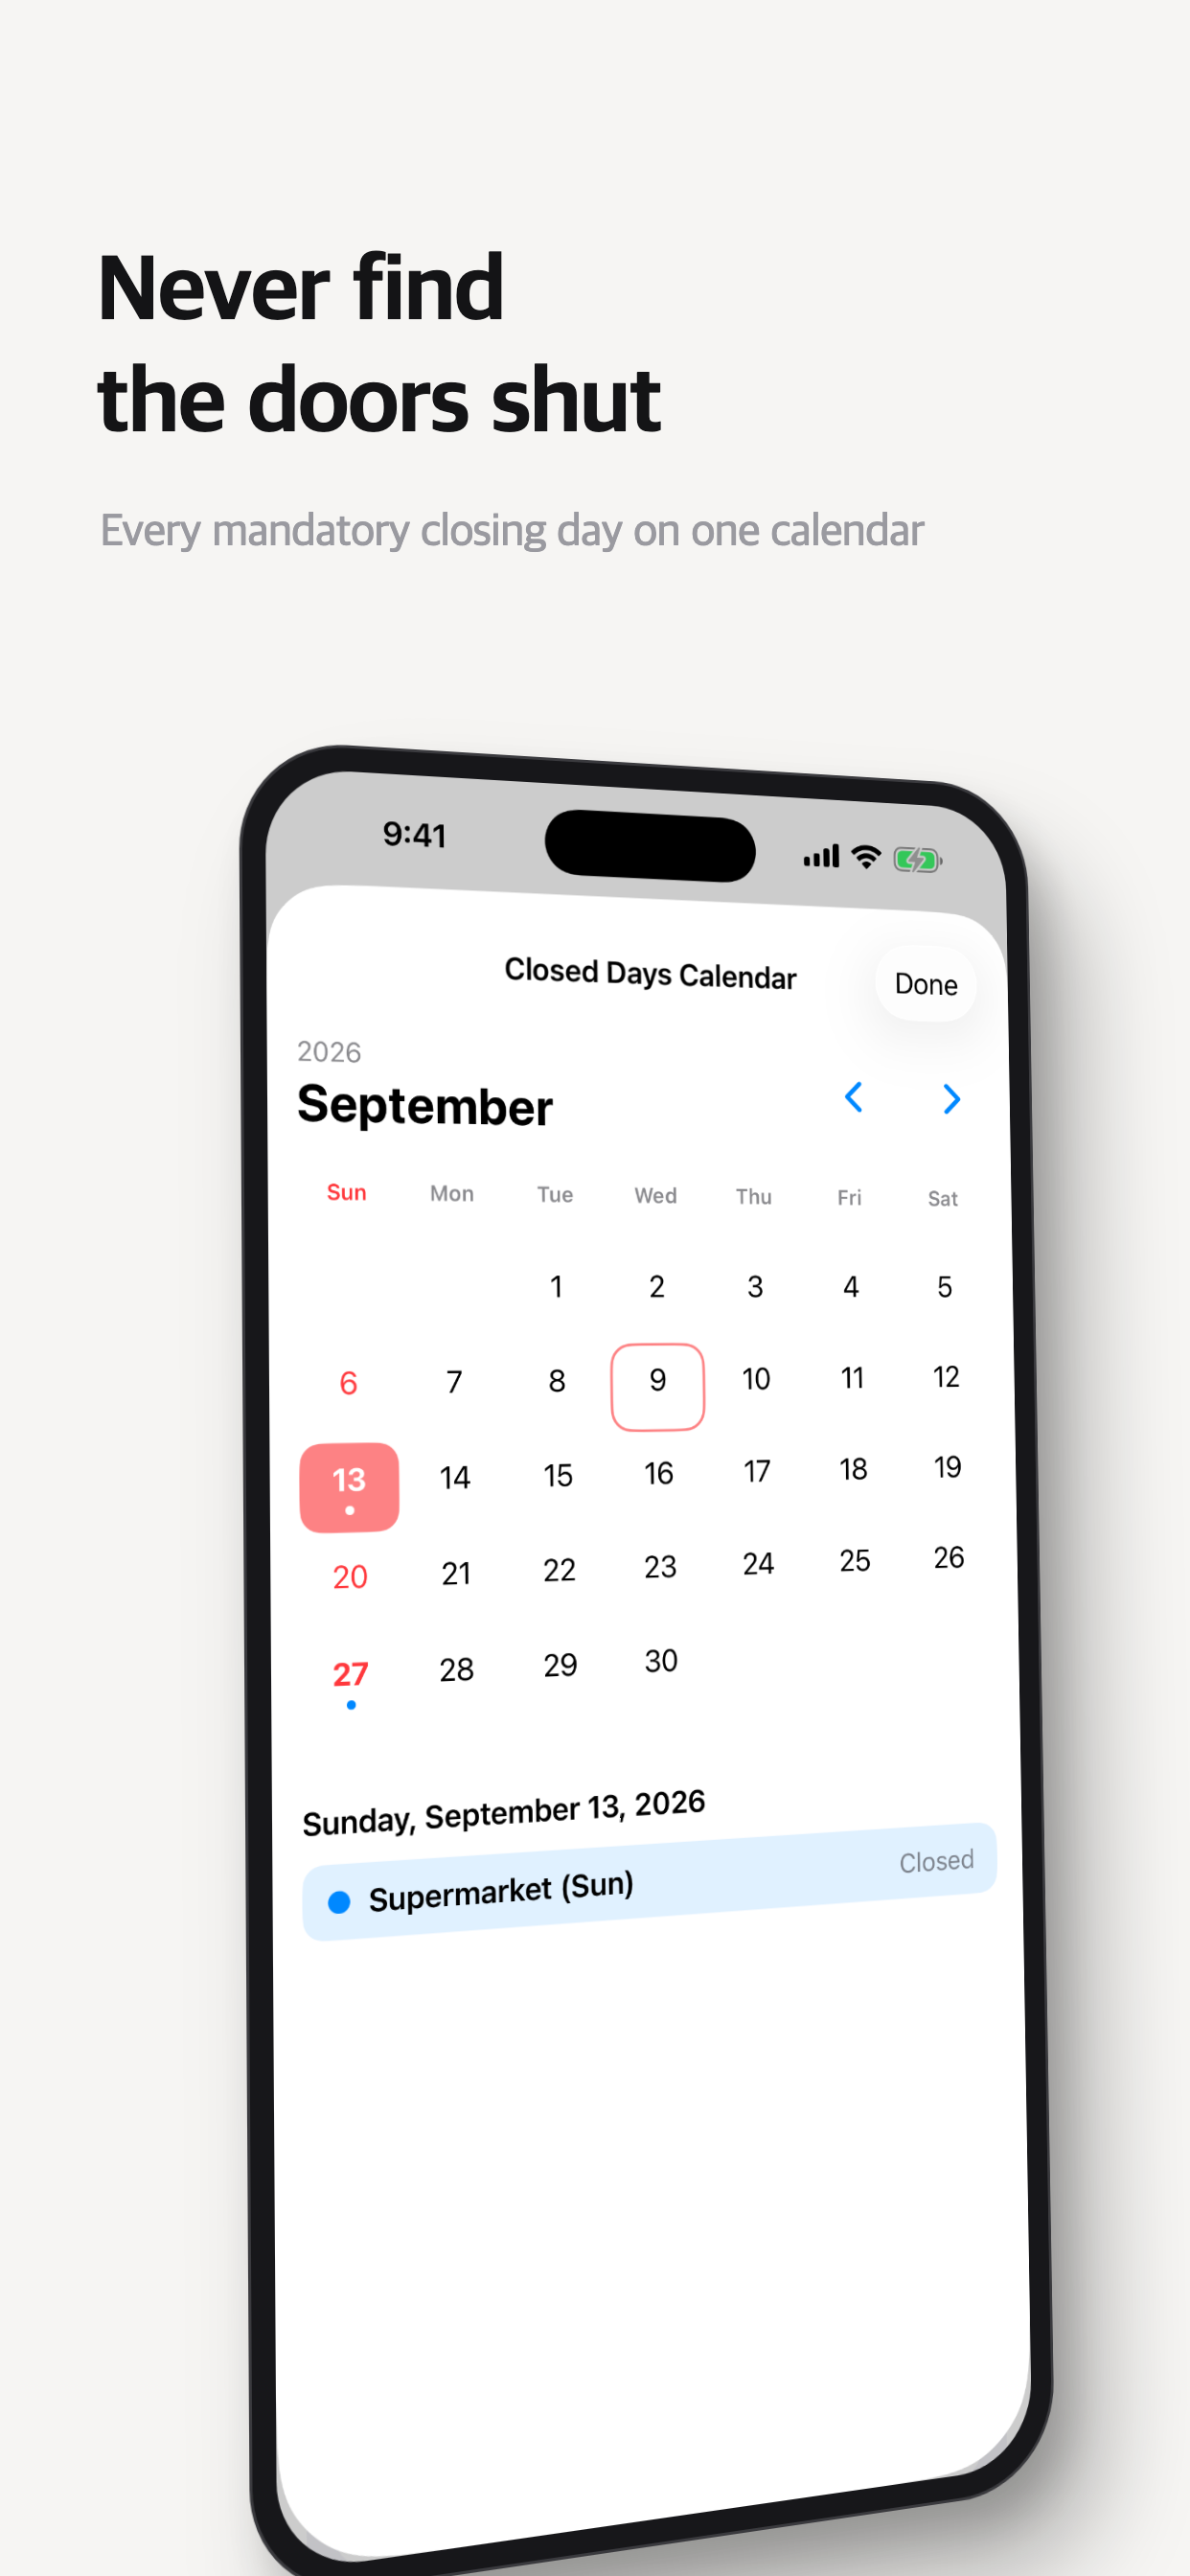 Never find
the doors shut
Every mandatory closing day on one calendar
9:41
Closed Days Calendar
Done
2026
September
Sun Mon Tue Wed Thu Fri Sat
1 2 3 4 5
6 7 8 9 10 11 12
13 14 15 16 17 18 19
20 21 22 23 24 25 26
27 28 29 30
Sunday, September 13, 2026
Supermarket (Sun) Closed